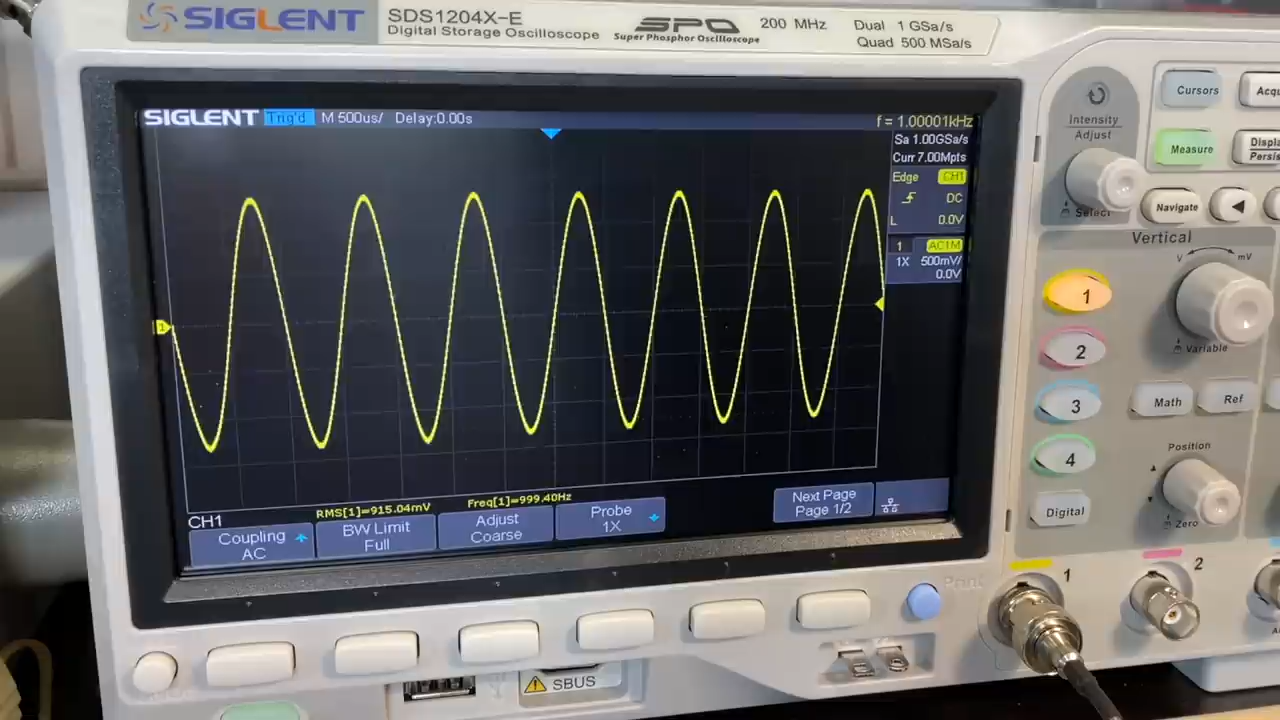 SIGLENT
SDS1204X-E
Digital Storage Oscilloscope
SPO
Super Phosphor Oscilloscope
200 MHz
Dual 1 GSa/s
Quad 500 MSa/s
SIGLENT Trig'd M 500us/ Delay:0.00s
f = 1.00001kHz
Sa 1.00GSa/s
Curr 7.00Mpts
Edge CH1
DC
L 0.0V
1 AC1M
1X 500mV/
0.0V
1
RMS[1]=915.04mV
Freq[1]=999.40Hz
CH1
Coupling
AC
BW Limit
Full
Adjust
Coarse
Probe
1X
Next Page
Page 1/2
Intensity
Adjust
Select
Cursors
Acqu
Measure
Displa
Persis
Navigate
Vertical
V mV
Variable
1
2
3
4
Math
Ref
Position
Zero
Digital
Print
1
2
SBUS